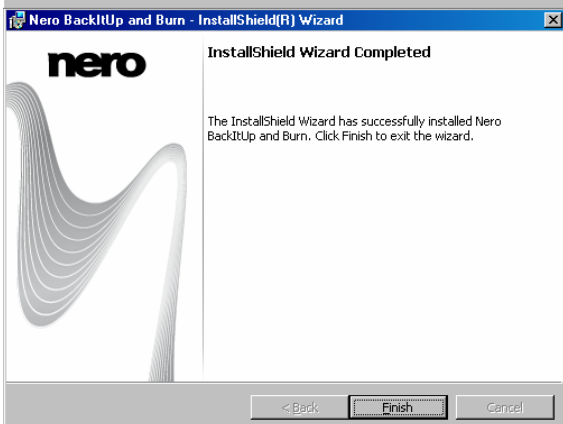 Nero BackItUp and Burn - InstallShield(R) Wizard
nero
InstallShield Wizard Completed
The InstallShield Wizard has successfully installed Nero
BackItUp and Burn. Click Finish to exit the wizard.
< Back Finish Cancel